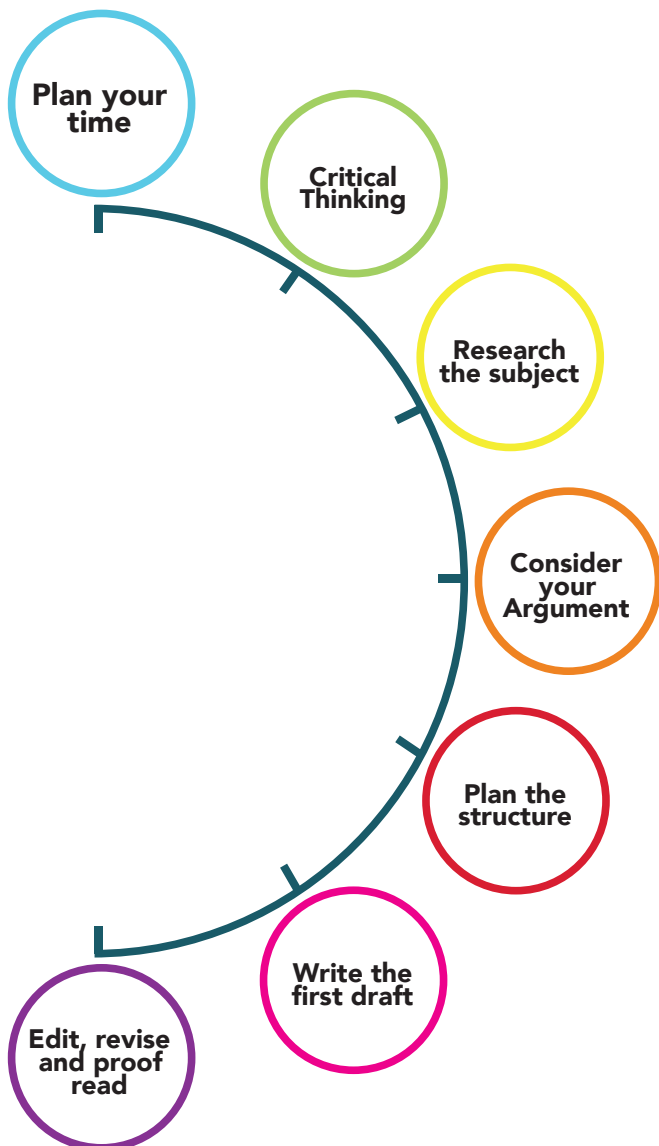 Plan your
time
Critical
Thinking
Research
the subject
Consider
your
Argument
Plan the
structure
Write the
first draft
Edit, revise
and proof
read